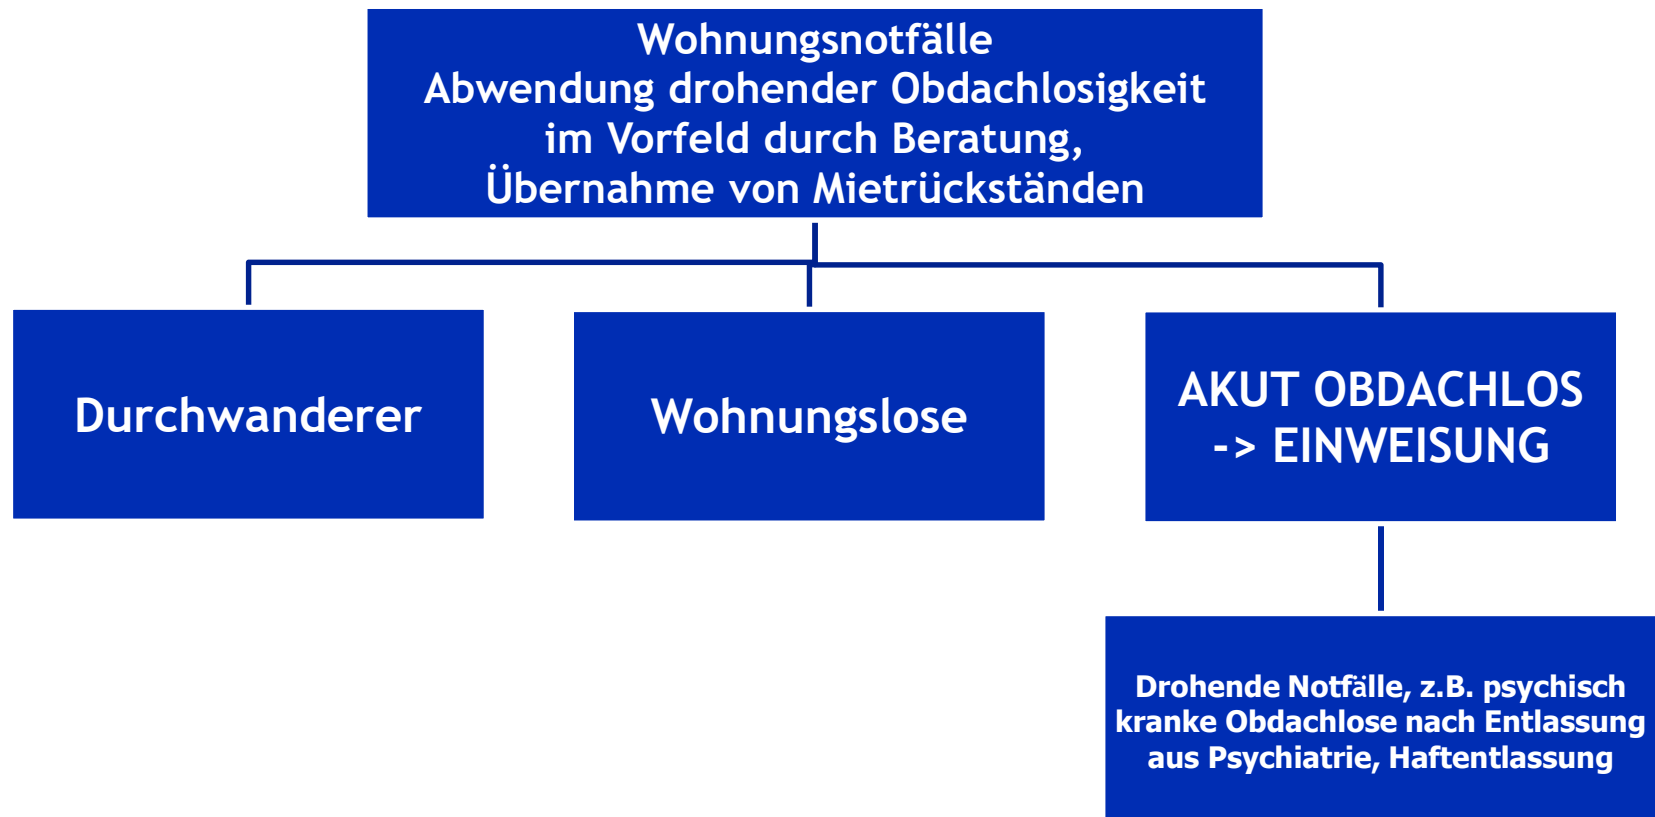 Wohnungsnotfälle
Abwendung drohender Obdachlosigkeit
im Vorfeld durch Beratung,
Übernahme von Mietrückständen
Durchwanderer
Wohnungslose
AKUT OBDACHLOS
-> EINWEISUNG
Drohende Notfälle, z.B. psychisch
kranke Obdachlose nach Entlassung
aus Psychiatrie, Haftentlassung